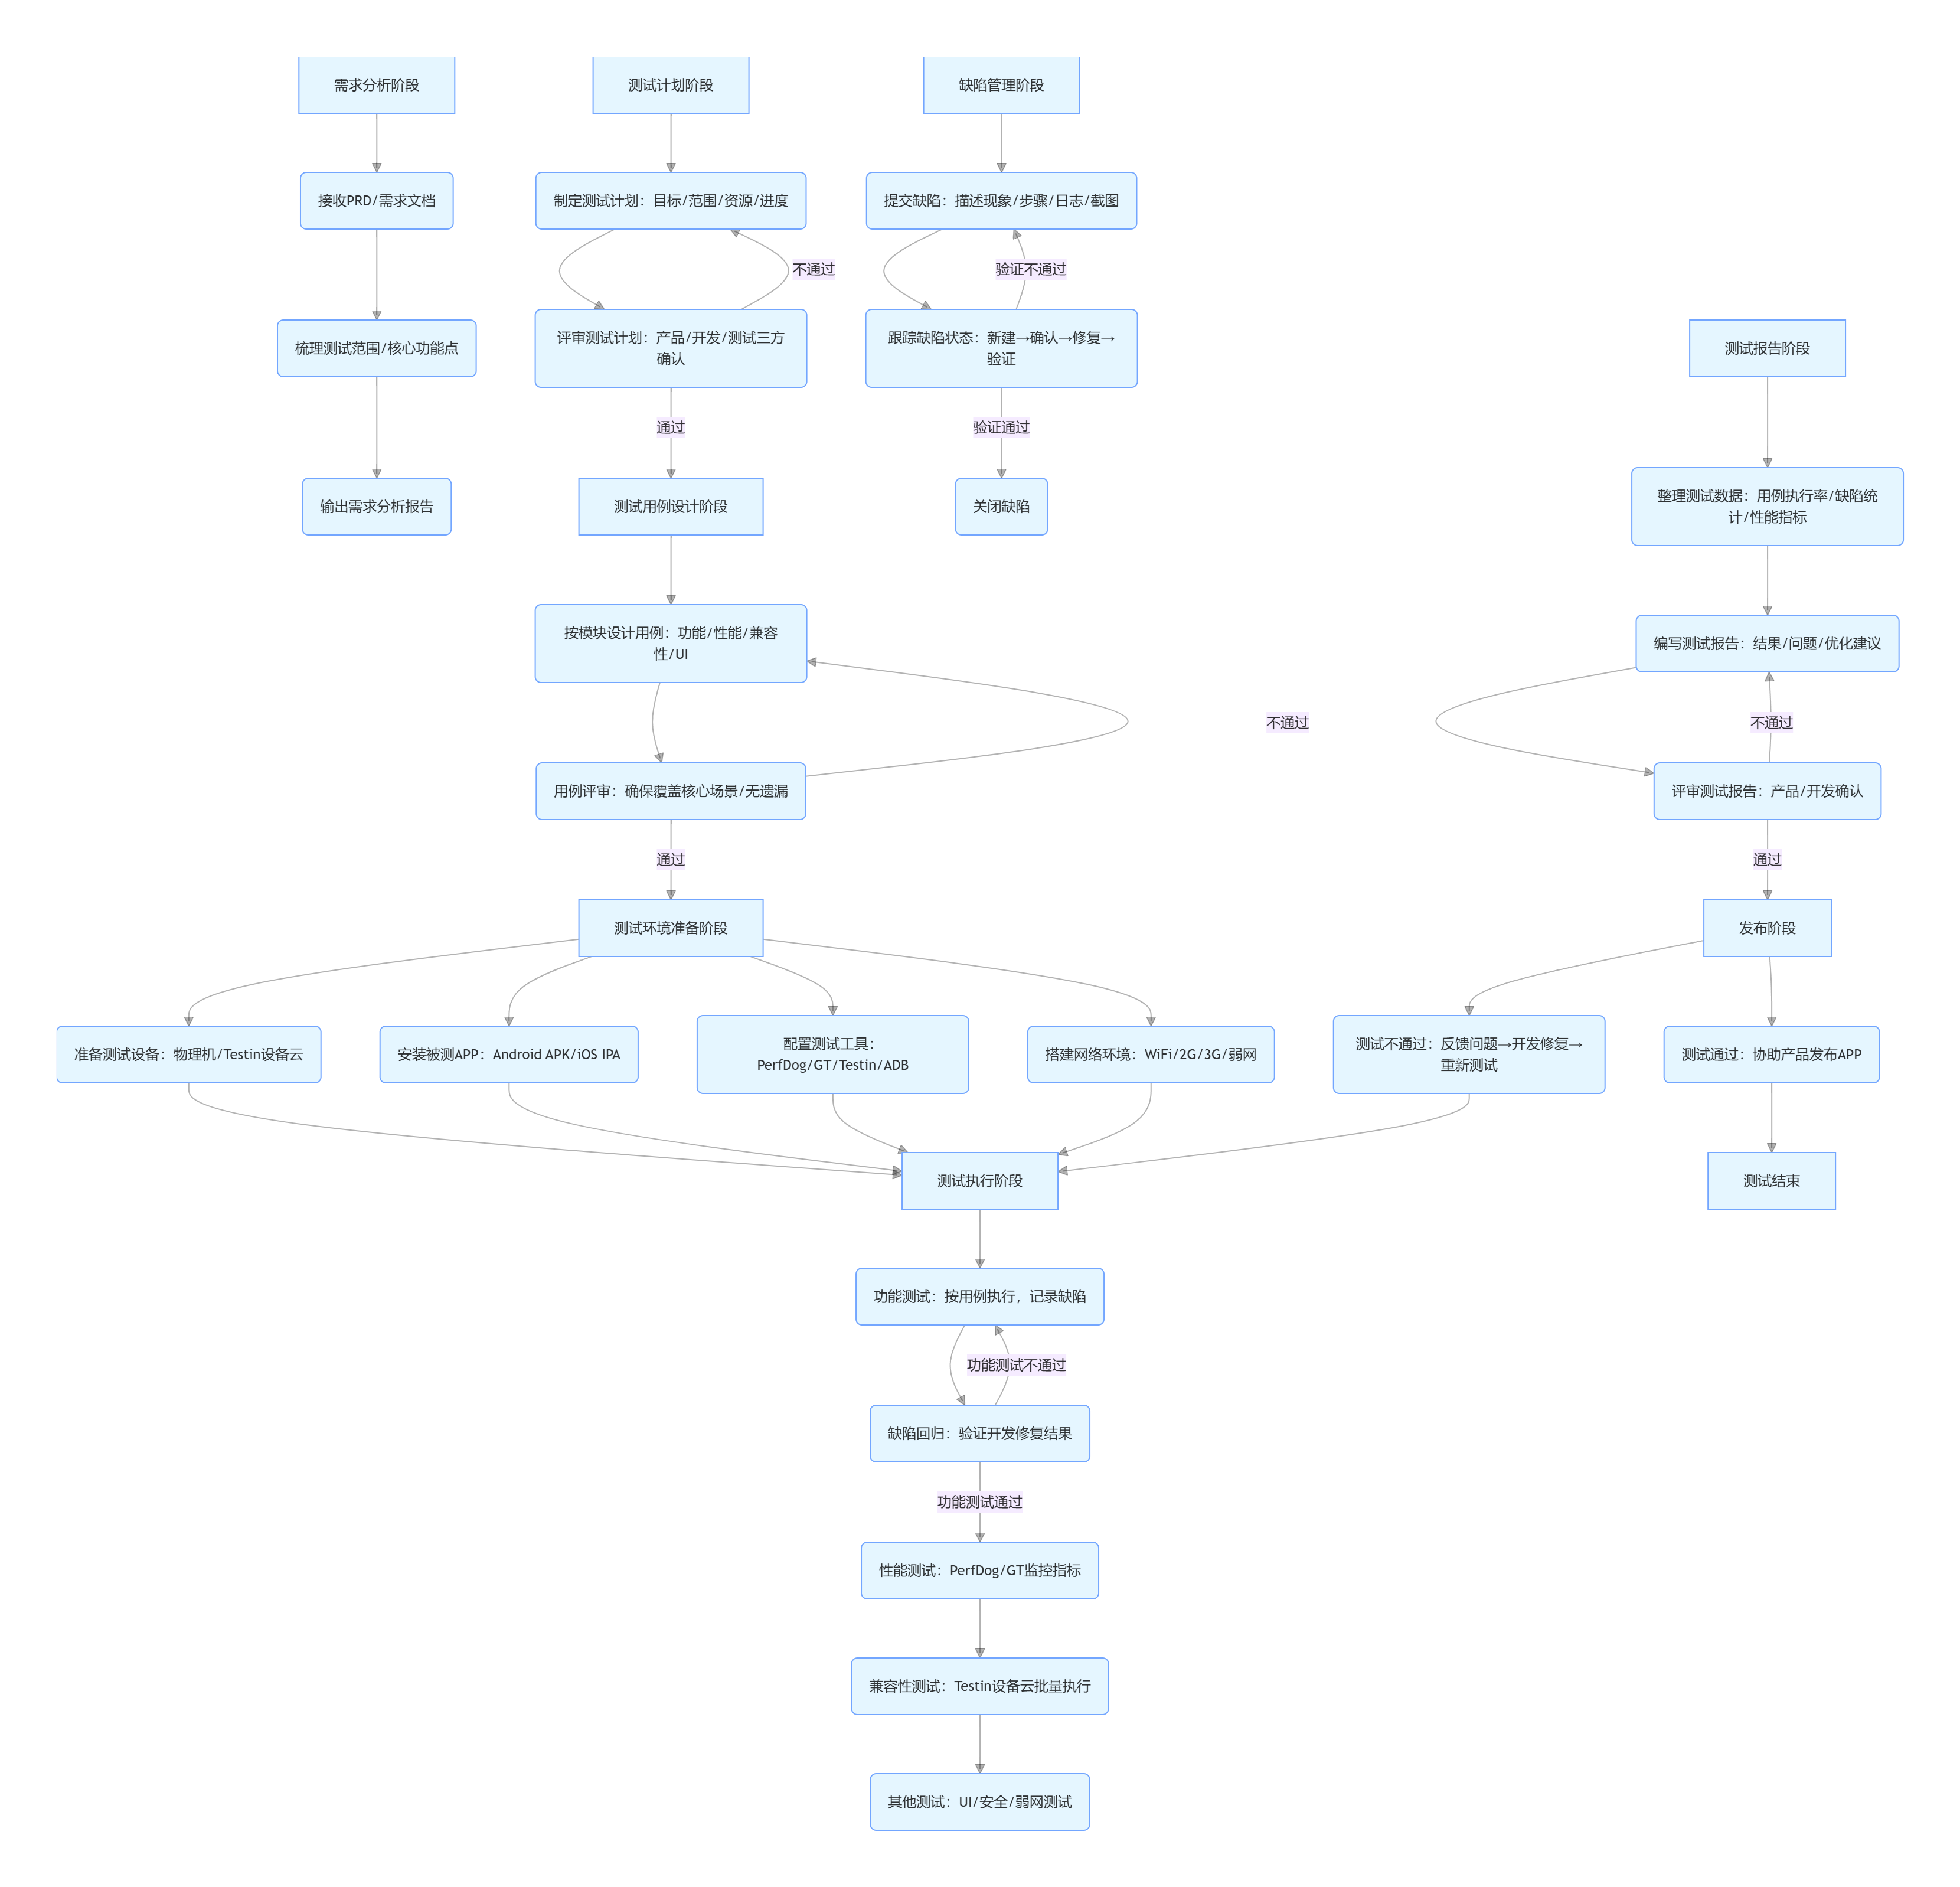 需求分析阶段
测试计划阶段
缺陷管理阶段
接收PRD/需求文档
制定测试计划：目标/范围/资源/进度
提交缺陷：描述现象/步骤/日志/截图
不通过
验证不通过
梳理测试范围/核心功能点
评审测试计划：产品/开发/测试三方
确认
跟踪缺陷状态：新建→确认→修复→
验证
测试报告阶段
通过
验证通过
输出需求分析报告
测试用例设计阶段
关闭缺陷
整理测试数据：用例执行率/缺陷统
计/性能指标
按模块设计用例：功能/性能/兼容
性/UI
编写测试报告：结果/问题/优化建议
不通过
不通过
用例评审：确保覆盖核心场景/无遗漏
评审测试报告：产品/开发确认
通过
通过
测试环境准备阶段
发布阶段
准备测试设备：物理机/Testin设备云
安装被测APP：Android APK/iOS IPA
配置测试工具：
PerfDog/GT/Testin/ADB
搭建网络环境：WiFi/2G/3G/弱网
测试不通过：反馈问题→开发修复→
重新测试
测试通过：协助产品发布APP
测试执行阶段
测试结束
功能测试：按用例执行，记录缺陷
功能测试不通过
缺陷回归：验证开发修复结果
功能测试通过
性能测试：PerfDog/GT监控指标
兼容性测试：Testin设备云批量执行
其他测试：UI/安全/弱网测试